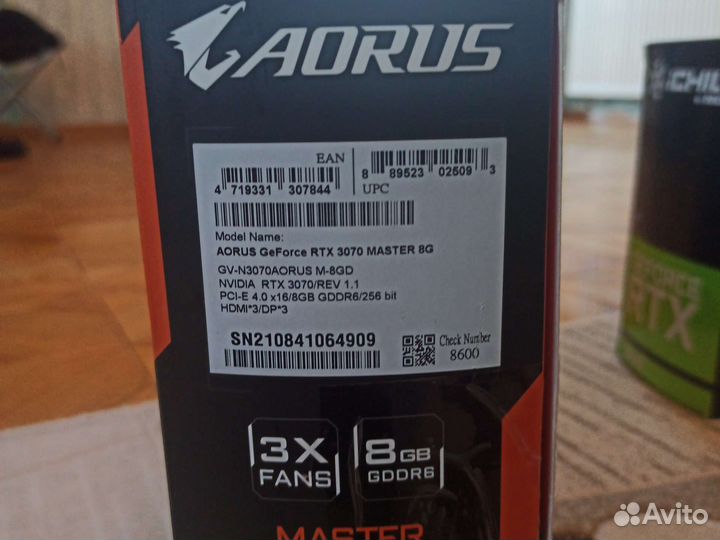 AORUS
EAN
4 719331 307844
8 89523 02509 3
UPC
Model Name:
AORUS GeForce RTX 3070 MASTER 8G
GV-N3070AORUS M-8GD
NVIDIA RTX 3070/REV 1.1
PCI-E 4.0 x16/8GB GDDR6/256 bit
HDMI*3/DP*3
SN210841064909
Check Number
8600
3X
FANS
8GB
GDDR6
MASTER
CHILL
GEFORCE
RTX
Avito